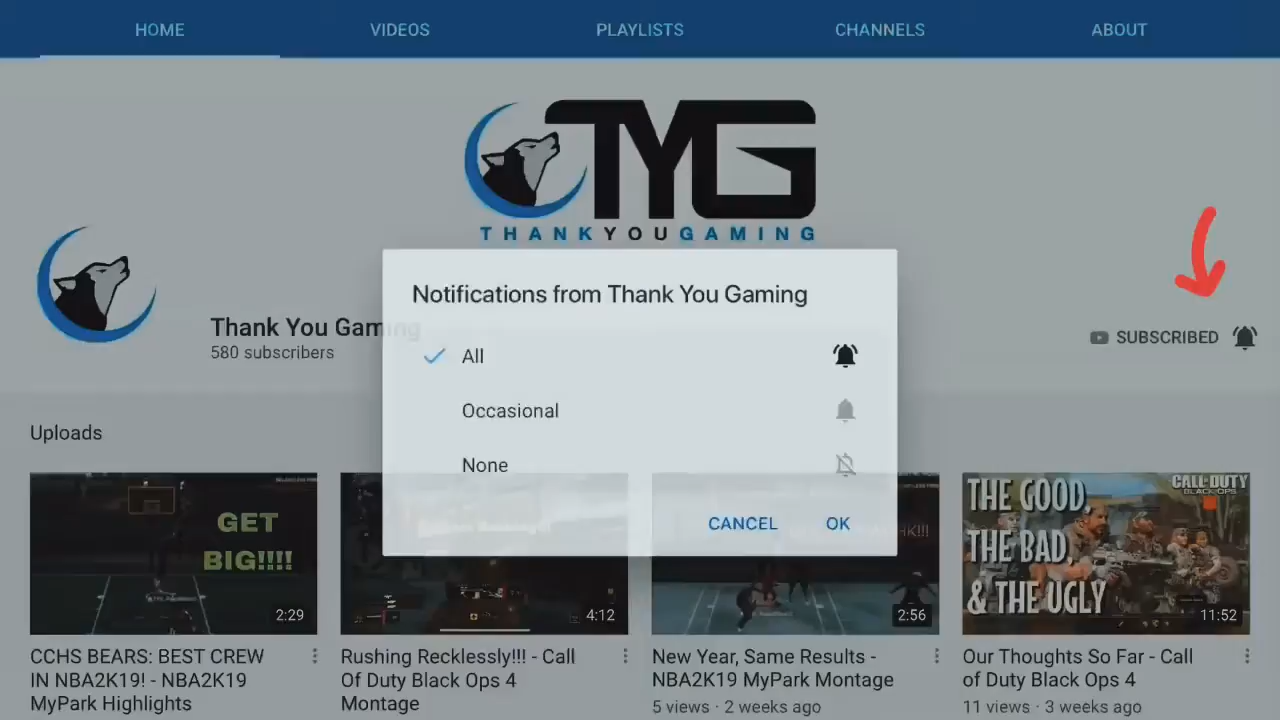 HOME
VIDEOS
PLAYLISTS
CHANNELS
ABOUT
TYG
THANKYOUGAMING
Thank You Gaming
580 subscribers
SUBSCRIBED
Notifications from Thank You Gaming
All
Occasional
None
CANCEL
OK
Uploads
GET
BIG!!!!
2:29
4:12
2:56
THE GOOD,
THE BAD,
& THE UGLY
CALL OF DUTY
BLACK OPS
11:52
CCHS BEARS: BEST CREW
IN NBA2K19! - NBA2K19
MyPark Highlights
Rushing Recklessly!!! - Call
Of Duty Black Ops 4
Montage
New Year, Same Results -
NBA2K19 MyPark Montage
5 views · 2 weeks ago
Our Thoughts So Far - Call
of Duty Black Ops 4
11 views · 3 weeks ago